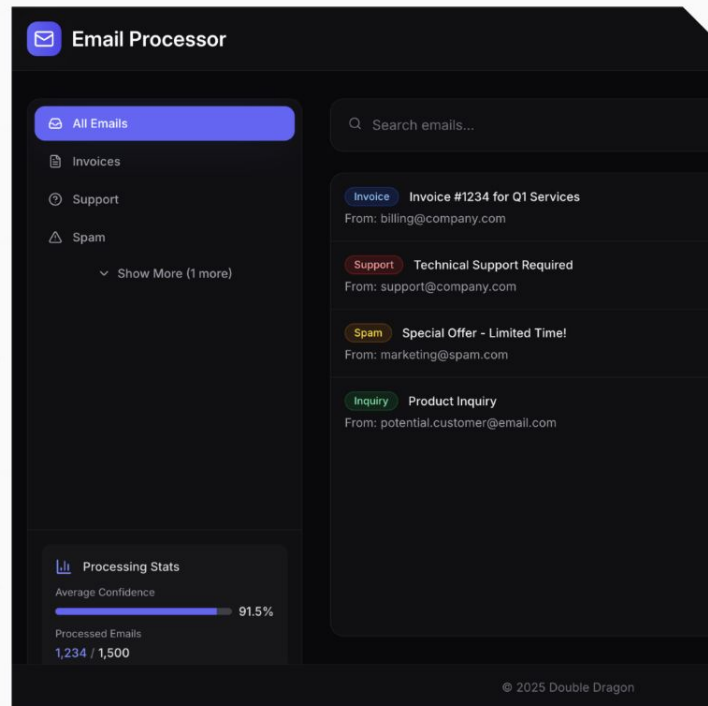 Email Processor
All Emails
Invoices
Support
Spam
Show More (1 more)
Processing Stats
Average Confidence
91.5%
Processed Emails
1,234 / 1,500
Search emails...
Invoice Invoice #1234 for Q1 Services
From: billing@company.com
Support Technical Support Required
From: support@company.com
Spam Special Offer - Limited Time!
From: marketing@spam.com
Inquiry Product Inquiry
From: potential.customer@email.com
© 2025 Double Dragon